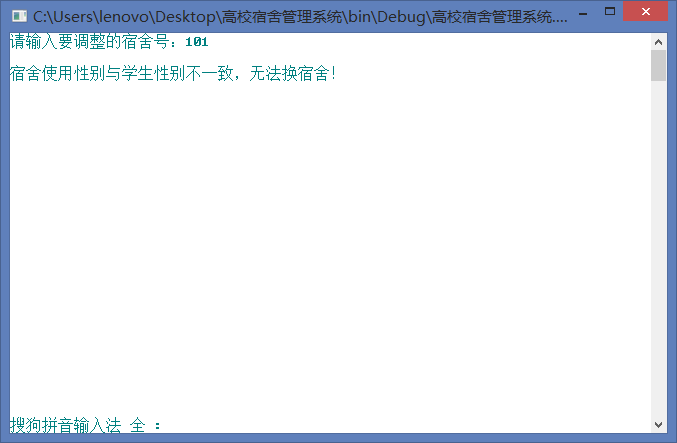 C:\Users\lenovo\Desktop\高校宿舍管理系统\bin\Debug\高校宿舍管理系统....
请输入要调整的宿舍号：101
宿舍使用性别与学生性别不一致，无法换宿舍！
搜狗拼音输入法 全 ：